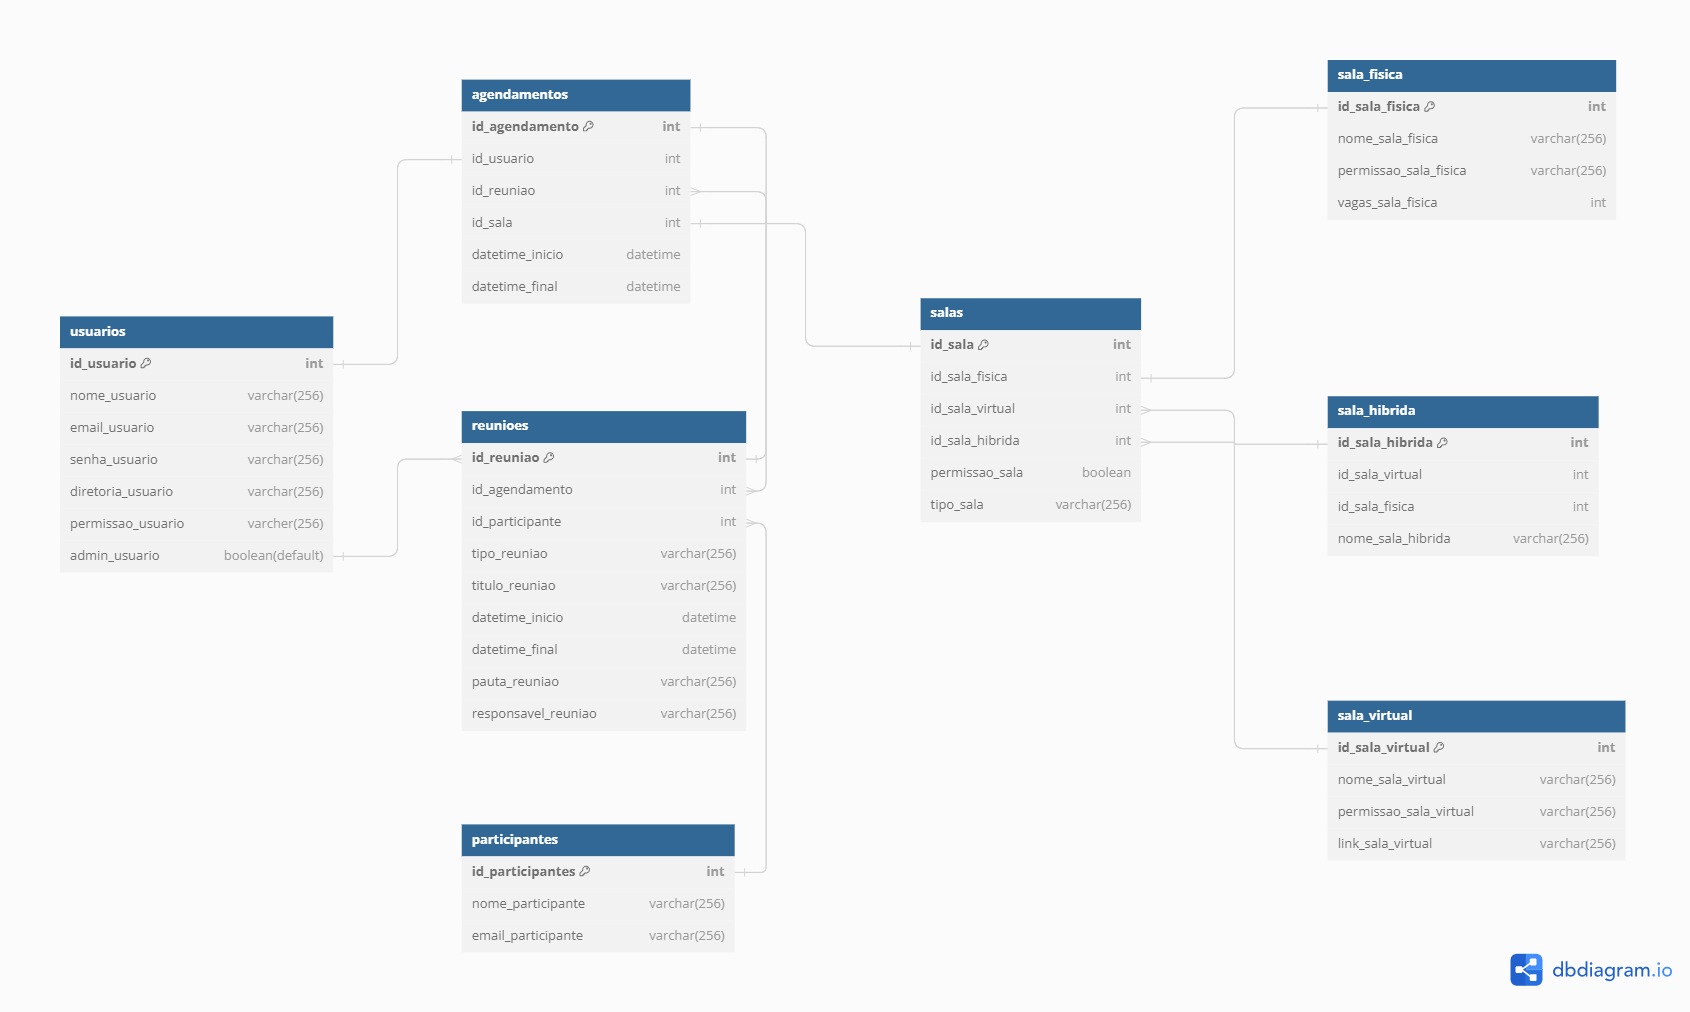 agendamentos
id_agendamento int
id_usuario int
id_reuniao int
id_sala int
datetime_inicio datetime
datetime_final datetime
usuarios
id_usuario int
nome_usuario varchar(256)
email_usuario varchar(256)
senha_usuario varchar(256)
diretoria_usuario varchar(256)
permissao_usuario varcher(256)
admin_usuario boolean(default)
reunioes
id_reuniao int
id_agendamento int
id_participante int
tipo_reuniao varchar(256)
titulo_reuniao varchar(256)
datetime_inicio datetime
datetime_final datetime
pauta_reuniao varchar(256)
responsavel_reuniao varchar(256)
participantes
id_participantes int
nome_participante varchar(256)
email_participante varchar(256)
salas
id_sala int
id_sala_fisica int
id_sala_virtual int
id_sala_hibrida int
permissao_sala boolean
tipo_sala varchar(256)
sala_fisica
id_sala_fisica int
nome_sala_fisica varchar(256)
permissao_sala_fisica varchar(256)
vagas_sala_fisica int
sala_hibrida
id_sala_hibrida int
id_sala_virtual int
id_sala_fisica int
nome_sala_hibrida varchar(256)
sala_virtual
id_sala_virtual int
nome_sala_virtual varchar(256)
permissao_sala_virtual varchar(256)
link_sala_virtual varchar(256)
dbdiagram.io